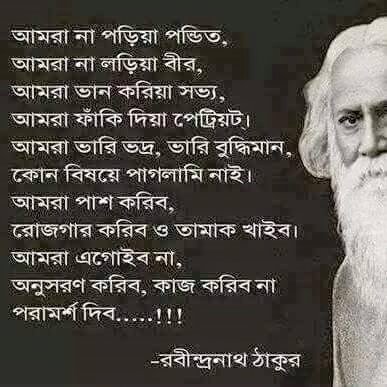 আমরা না পড়িয়া পন্ডিত,
আমরা না লড়িয়া বীর,
আমরা ভান করিয়া সভ্য,
আমরা ফাঁকি দিয়া পেট্রিয়ট্।
আমরা ভারি ভদ্র, ভারি বুদ্ধিমান,
কোন বিষয়ে পাগলামি নাই।
আমরা পাশ করিব,
রোজগার করিব ও তামাক খাইব।
আমরা এগোইব না,
অনুসরণ করিব, কাজ করিব না
পরামর্শ দিব.....!!!
-রবীন্দ্রনাথ ঠাকুর